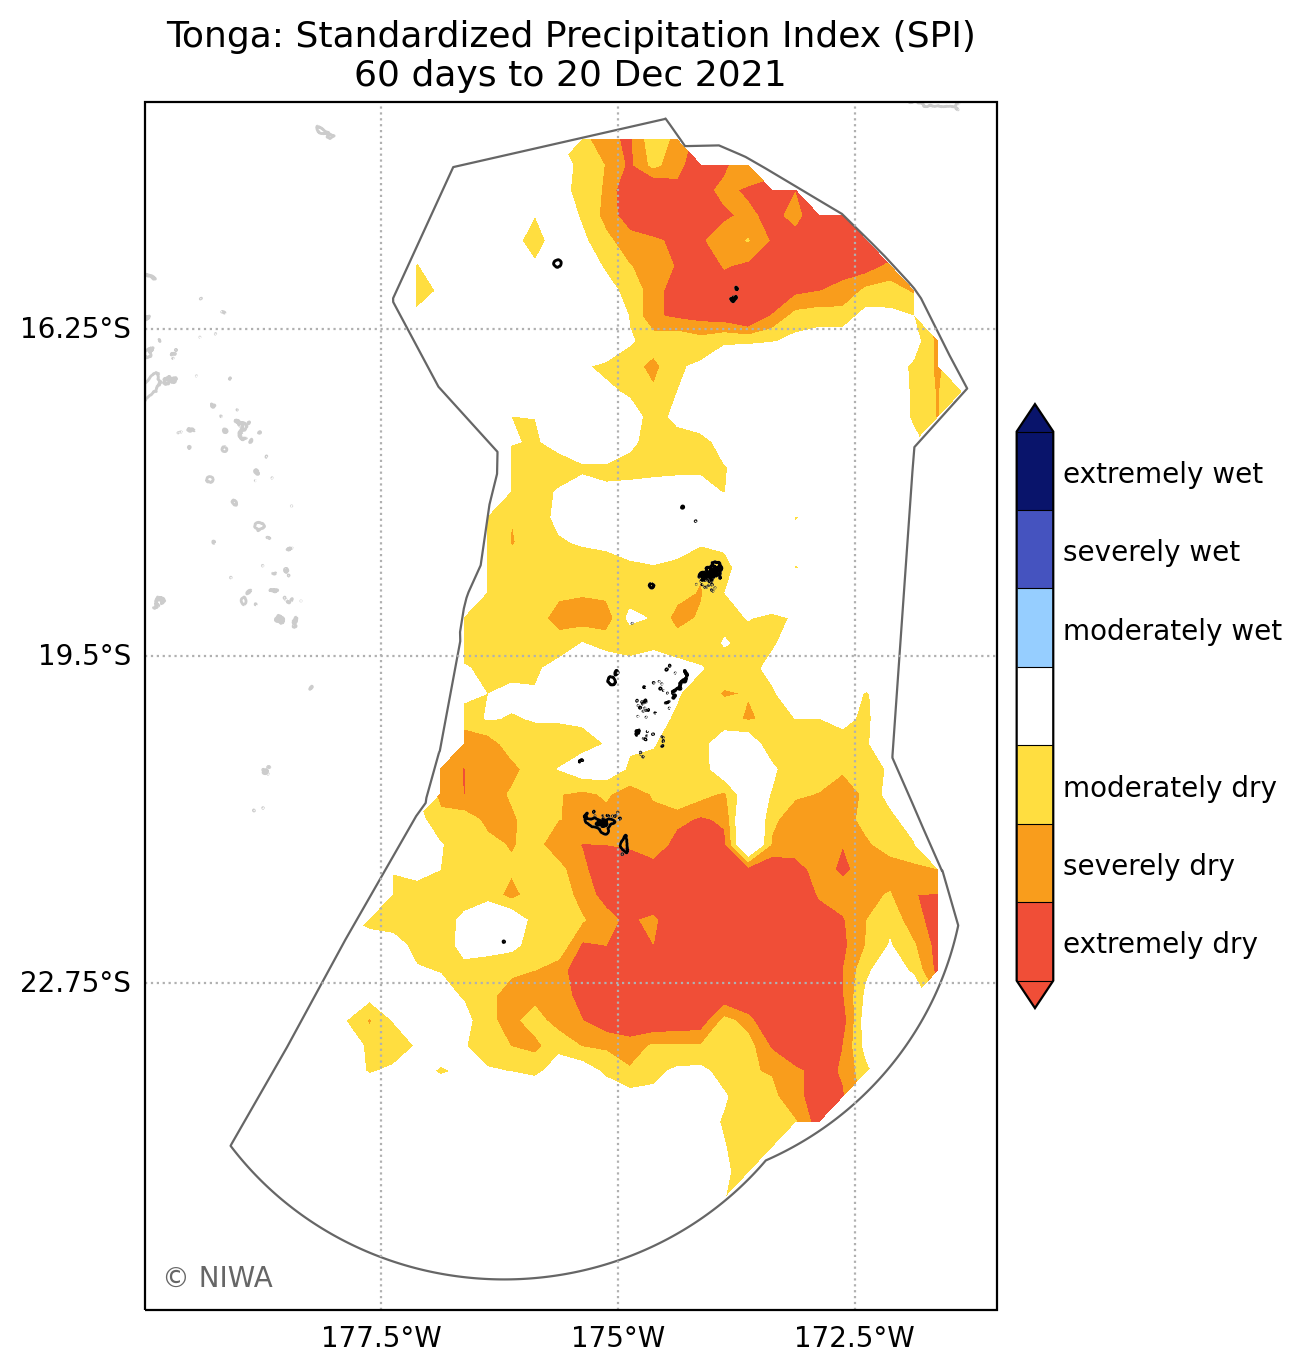 Tonga: Standardized Precipitation Index (SPI)
60 days to 20 Dec 2021
16.25°S
19.5°S
22.75°S
177.5°W
175°W
172.5°W
extremely wet
severely wet
moderately wet
moderately dry
severely dry
extremely dry
© NIWA